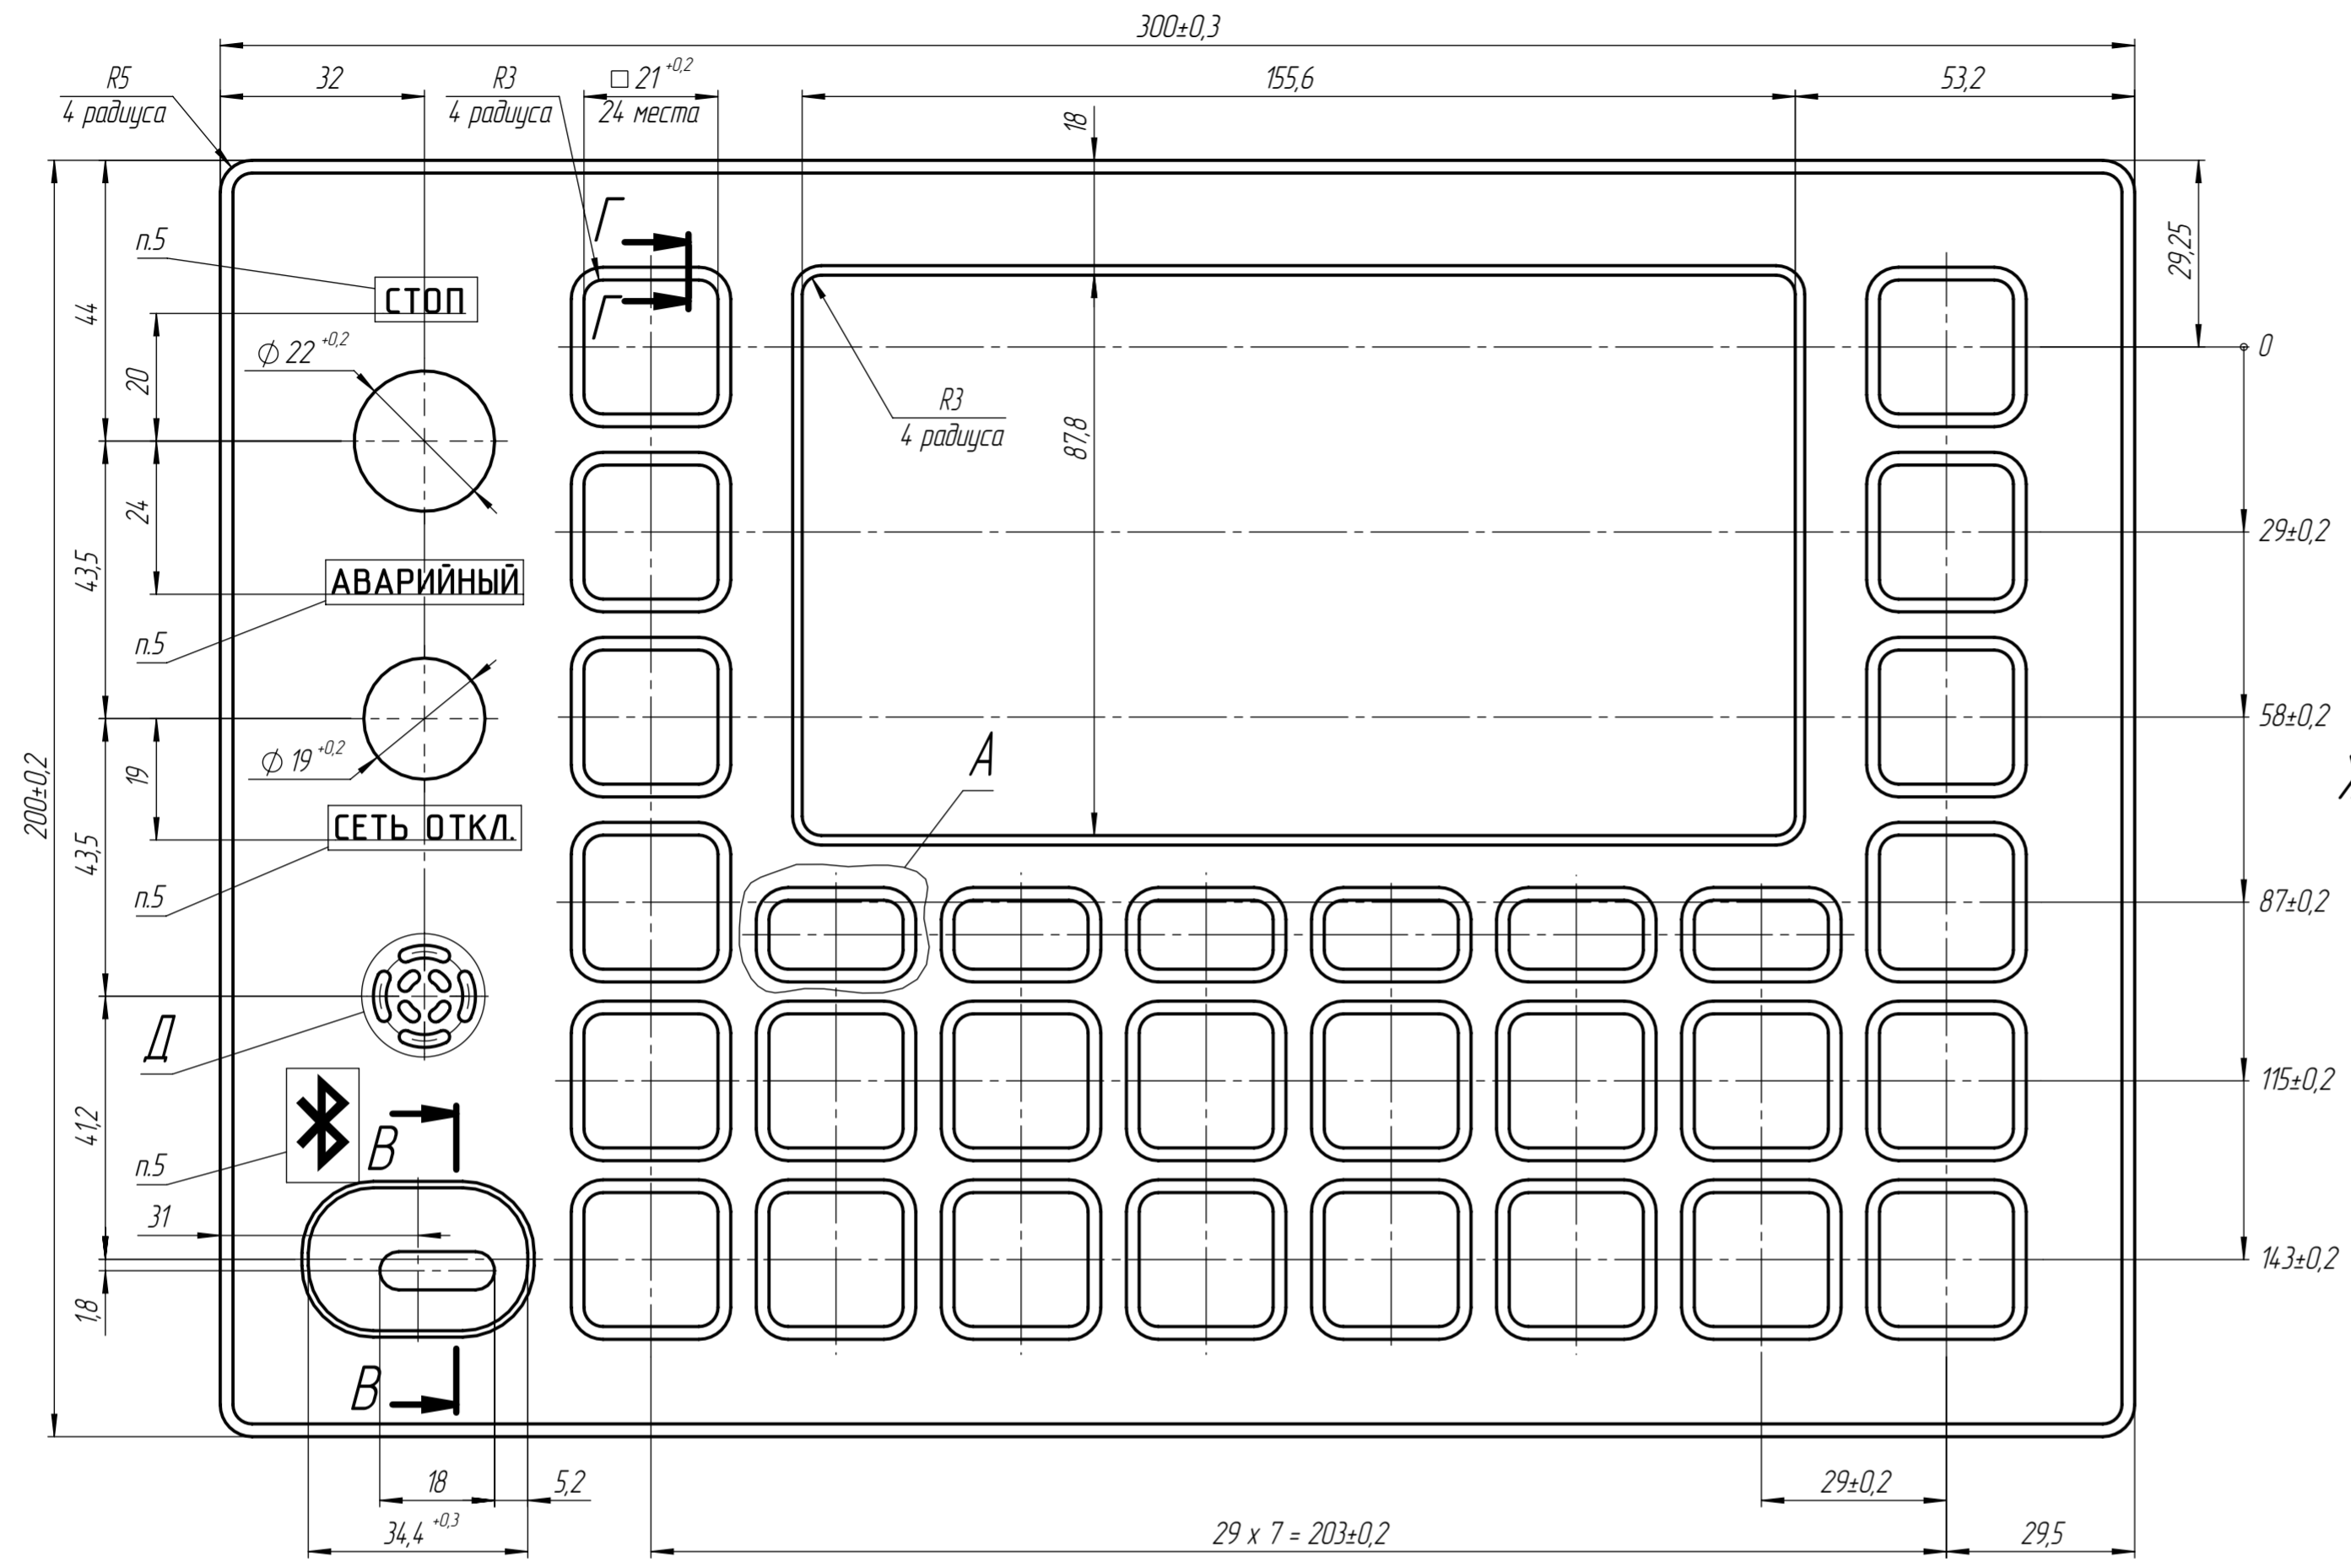 300±0,3
R5
4 радиуса
32
R3
4 радиуса
□ 21 +0,2
24 места
155,6
53,2
18
29,25
п.5
СТОП
Г
Г
44
20
⌀ 22 +0,2
0
R3
4 радиуса
87,8
24
43,5
29±0,2
АВАРИЙНЫЙ
п.5
58±0,2
А
⌀ 19 +0,2
19
200±0,2
СЕТЬ ОТКЛ.
43,5
п.5
87±0,2
Д
115±0,2
41,2
В
п.5
31
143±0,2
1,8
В
18
5,2
29±0,2
34,4 +0,3
29 х 7 = 203±0,2
29,5